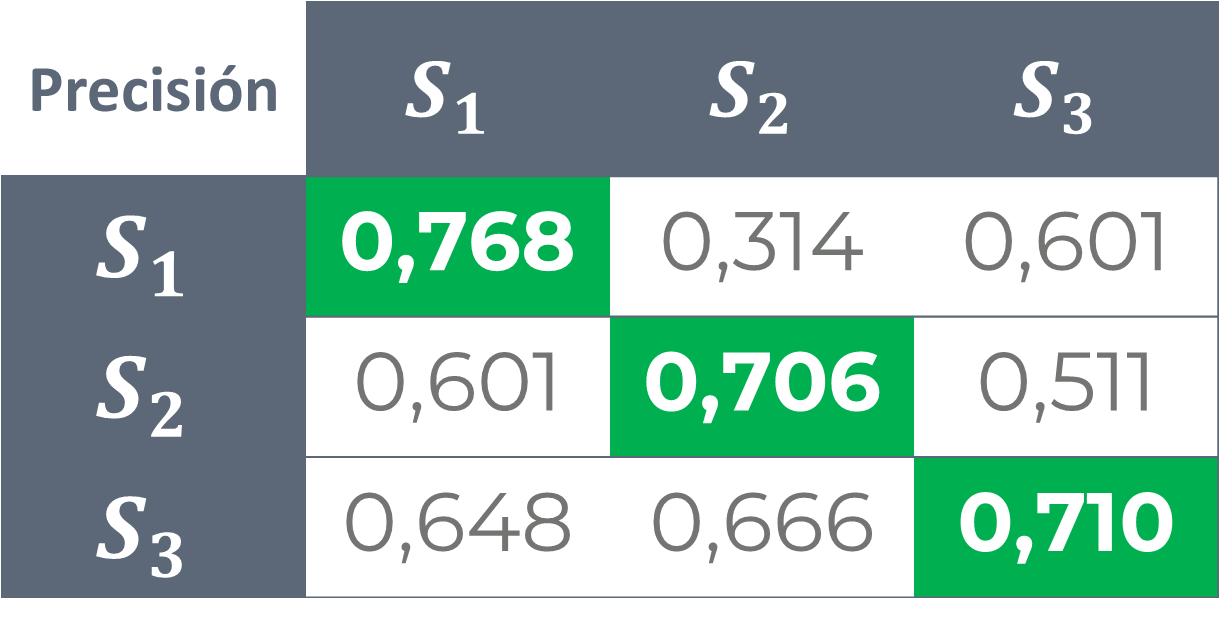 Precisión S₁ S₂ S₃
S₁ 0,768 0,314 0,601
S₂ 0,601 0,706 0,511
S₃ 0,648 0,666 0,710